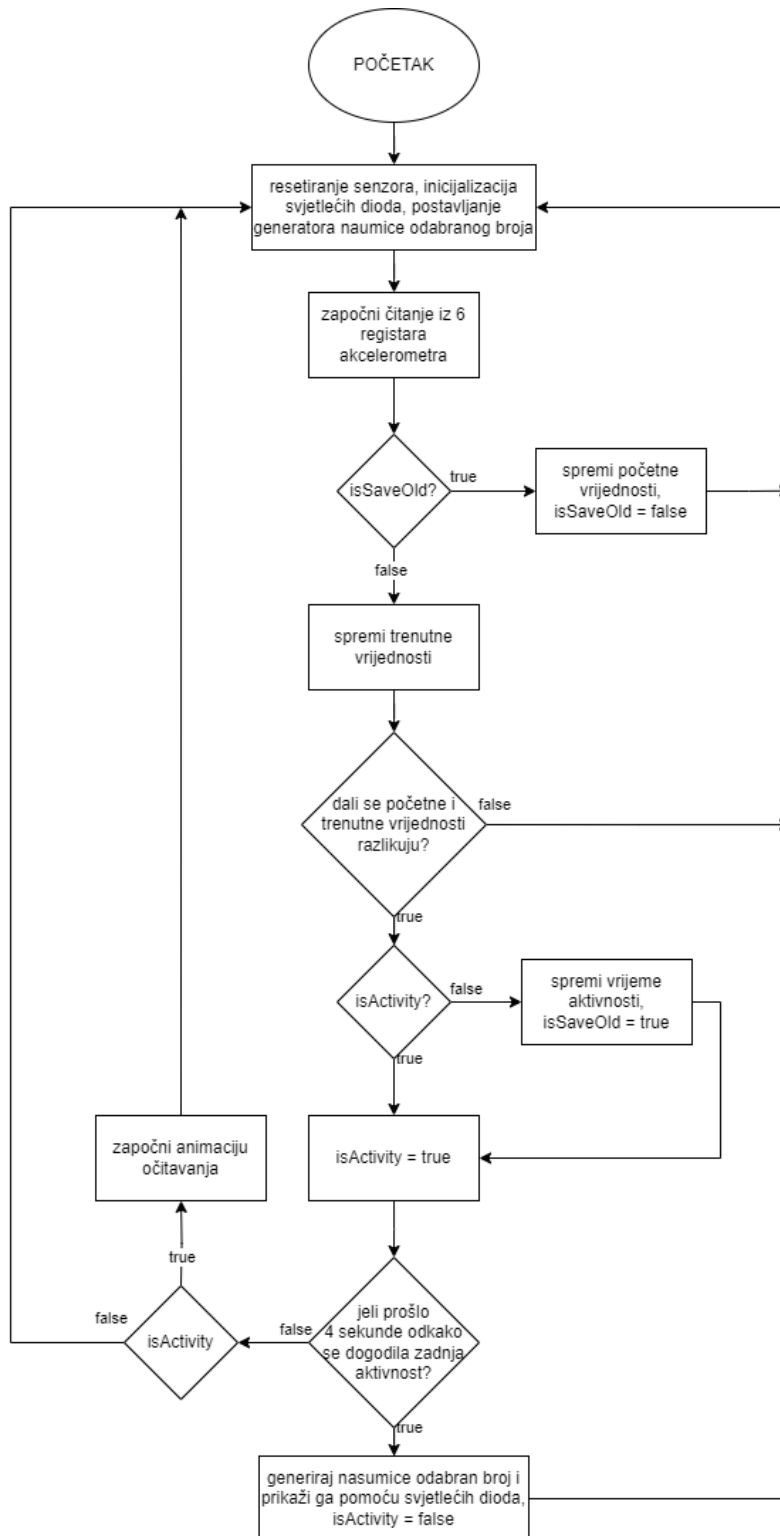 POČETAK
resetiranje senzora, inicijalizacija
svjetlećih dioda, postavljanje
generatora naumice odabranog broja
započni čitanje iz 6
registara
akcelerometra
isSaveOld?
true
spremi početne
vrijednosti,
isSaveOld = false
false
spremi trenutne
vrijednosti
dali se početne i
trenutne vrijednosti
razlikuju?
false
true
isActivity?
false
spremi vrijeme
aktivnosti,
isSaveOld = true
true
isActivity = true
započni animaciju
očitavanja
true
false
isActivity
false
jeli prošlo
4 sekunde odkako
se dogodila zadnja
aktivnost?
true
generiraj nasumice odabran broj i
prikaži ga pomoću svjetlećih dioda,
isActivity = false